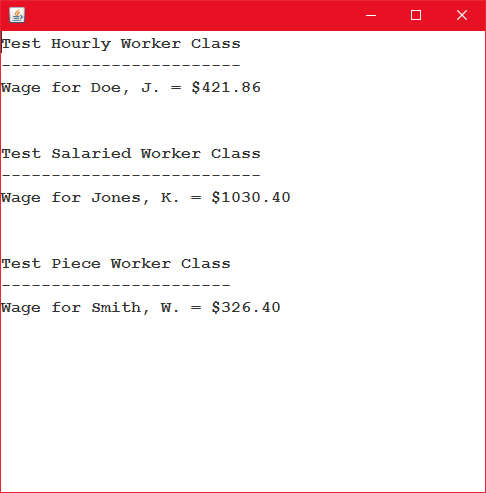 Test Hourly Worker Class
------------------------
Wage for Doe, J. = $421.86
Test Salaried Worker Class
--------------------------
Wage for Jones, K. = $1030.40
Test Piece Worker Class
-----------------------
Wage for Smith, W. = $326.40